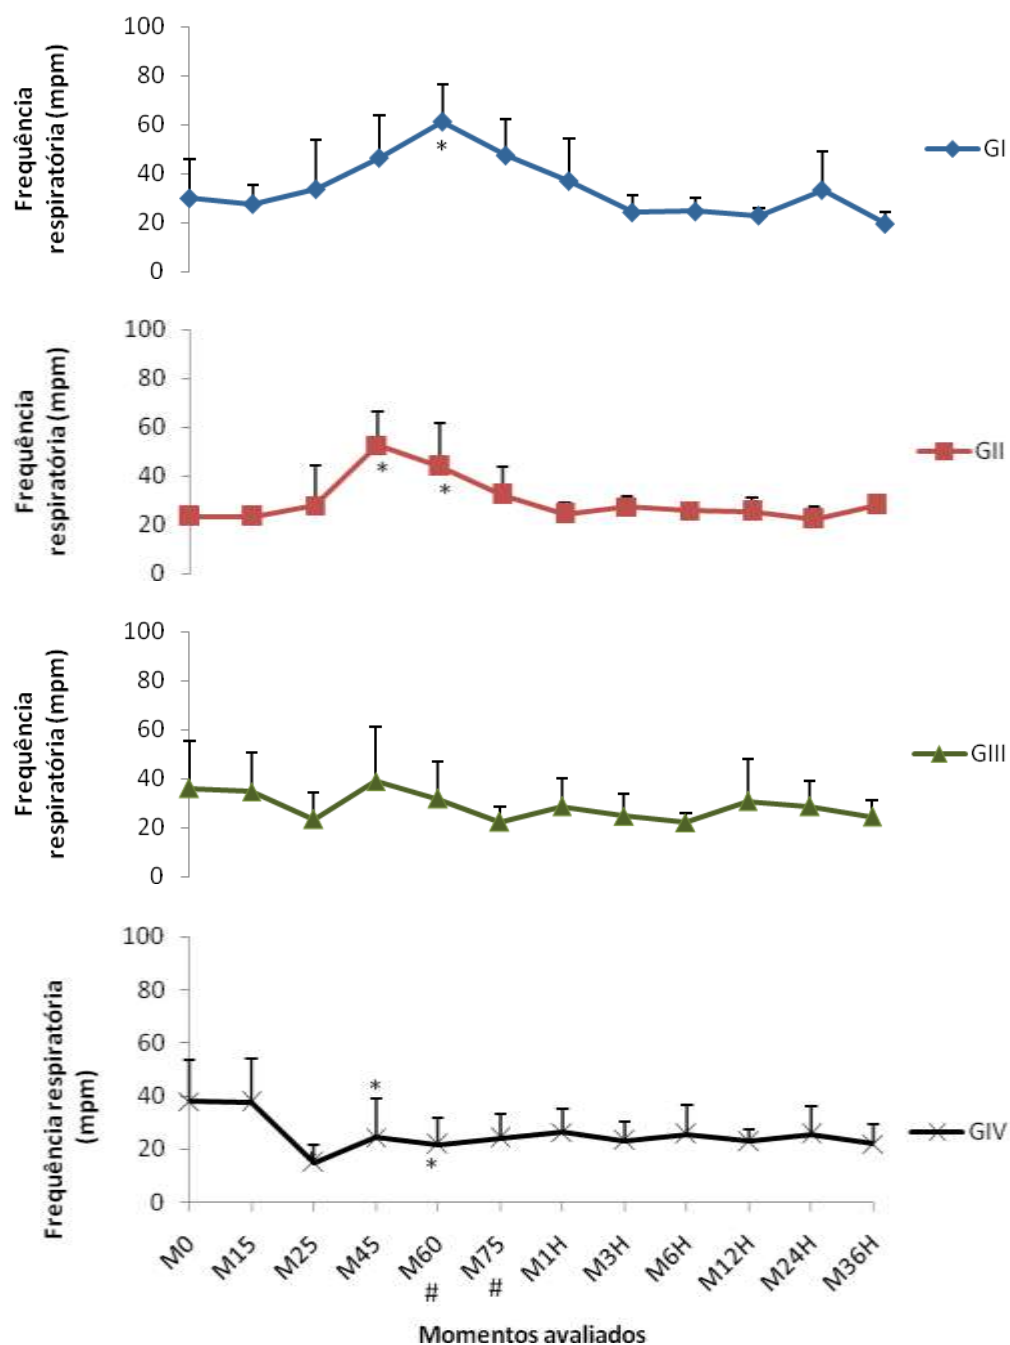 Frequência
respiratória (mpm)
100
80
60
40
20
0
*
GI
Frequência
respiratória (mpm)
100
80
60
40
20
0
*
*
GII
Frequência
respiratória (mpm)
100
80
60
40
20
0
GIII
Frequência respiratória
(mpm)
100
80
60
40
20
0
*
*
GIV
M0 M15 M25 M45 M60 M75 M1H M3H M6H M12H M24H M36H
# #
Momentos avaliados